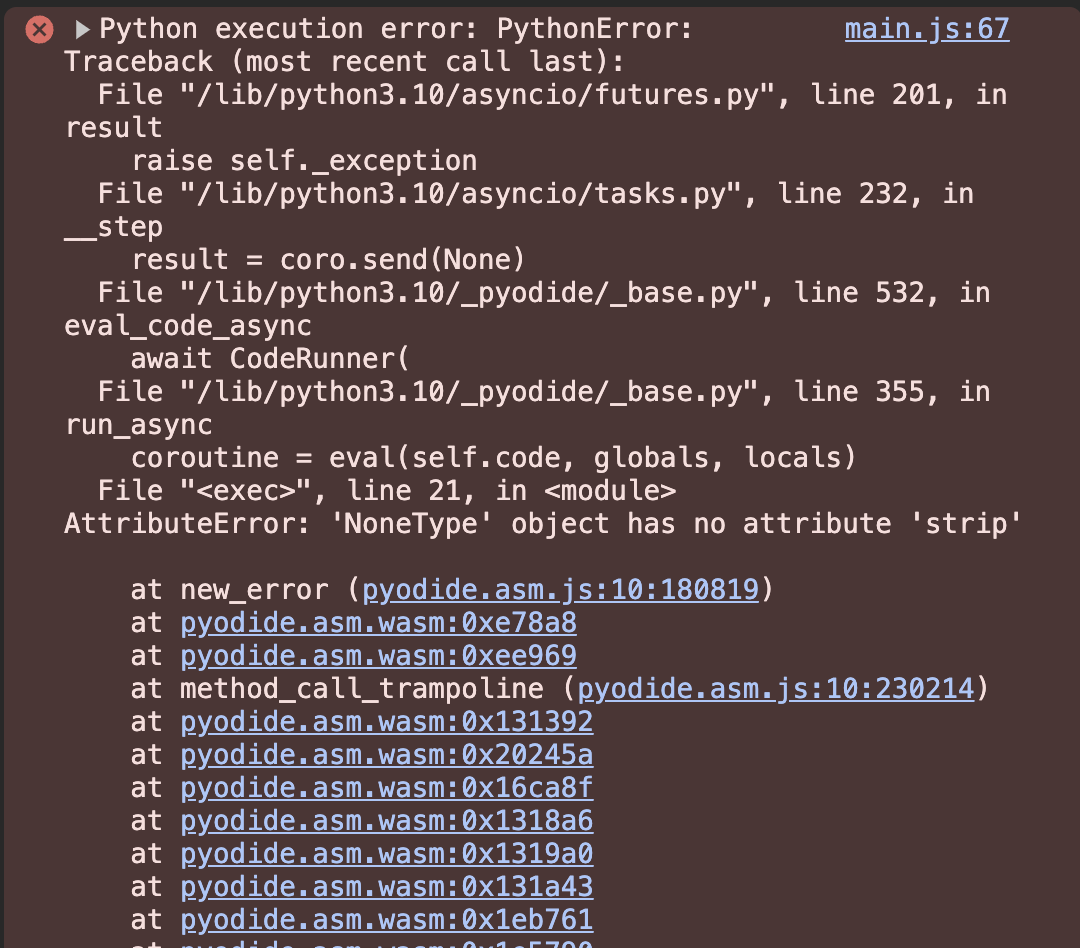 Python execution error: PythonError: main.js:67
Traceback (most recent call last):
  File "/lib/python3.10/asyncio/futures.py", line 201, in
result
    raise self._exception
  File "/lib/python3.10/asyncio/tasks.py", line 232, in
__step
    result = coro.send(None)
  File "/lib/python3.10/_pyodide/_base.py", line 532, in
eval_code_async
    await CodeRunner(
  File "/lib/python3.10/_pyodide/_base.py", line 355, in
run_async
    coroutine = eval(self.code, globals, locals)
  File "<exec>", line 21, in <module>
AttributeError: 'NoneType' object has no attribute 'strip'
    at new_error (pyodide.asm.js:10:180819)
    at pyodide.asm.wasm:0xe78a8
    at pyodide.asm.wasm:0xee969
    at method_call_trampoline (pyodide.asm.js:10:230214)
    at pyodide.asm.wasm:0x131392
    at pyodide.asm.wasm:0x20245a
    at pyodide.asm.wasm:0x16ca8f
    at pyodide.asm.wasm:0x1318a6
    at pyodide.asm.wasm:0x1319a0
    at pyodide.asm.wasm:0x131a43
    at pyodide.asm.wasm:0x1eb761